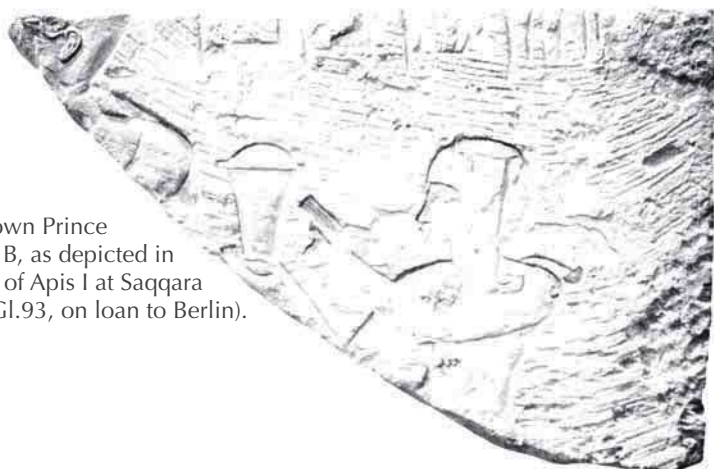 own Prince
B, as depicted in
of Apis I at Saqqara
Gl.93, on loan to Berlin).